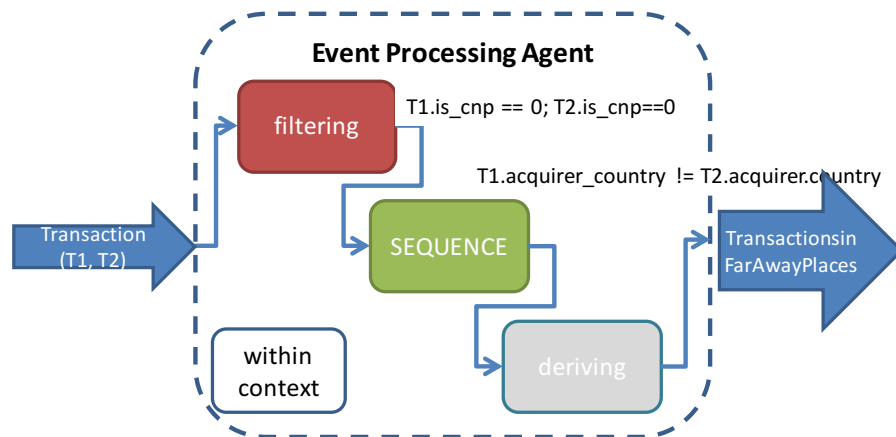 Event Processing Agent
filtering
T1.is_cnp == 0; T2.is_cnp==0
T1.acquirer_country != T2.acquirer.country
Transaction
(T1, T2)
SEQUENCE
Transactionsin
FarAwayPlaces
within
context
deriving